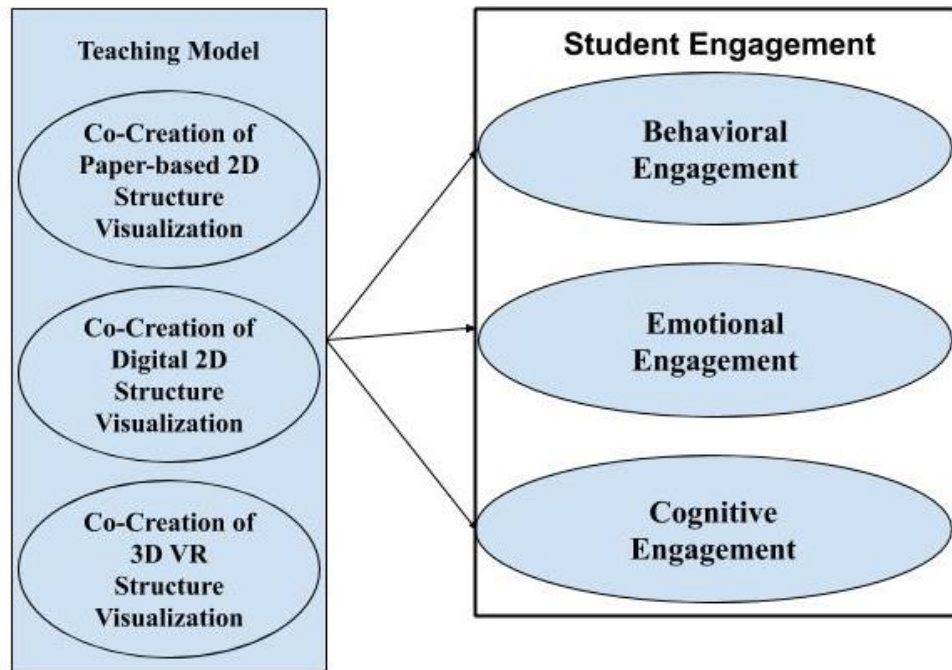 Teaching Model
Co-Creation of
Paper-based 2D
Structure
Visualization
Co-Creation of
Digital 2D
Structure
Visualization
Co-Creation of
3D VR
Structure
Visualization
Student Engagement
Behavioral
Engagement
Emotional
Engagement
Cognitive
Engagement